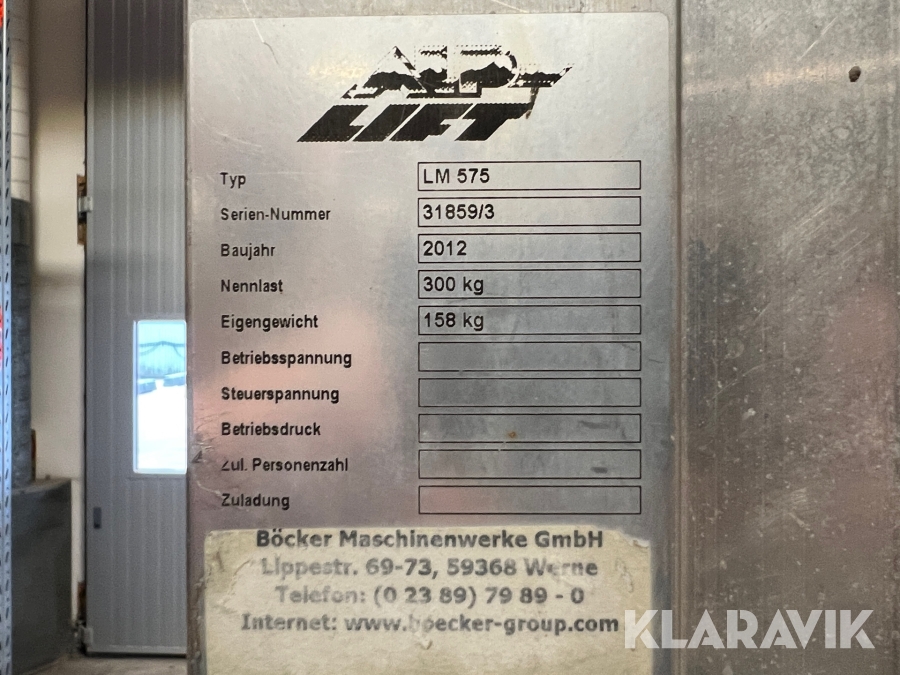 ALP
LIFT
Typ LM 575
Serien-Nummer 31859/3
Baujahr 2012
Nennlast 300 kg
Eigengewicht 158 kg
Betriebsspannung
Steuerspannung
Betriebsdruck
Zul. Personenzahl
Zuladung
Böcker Maschinenwerke GmbH
Lippestr. 69-73, 59368 Werne
Telefon: (0 23 89) 79 89 - 0
Internet: www.boecker-group.com
KLARAVIK